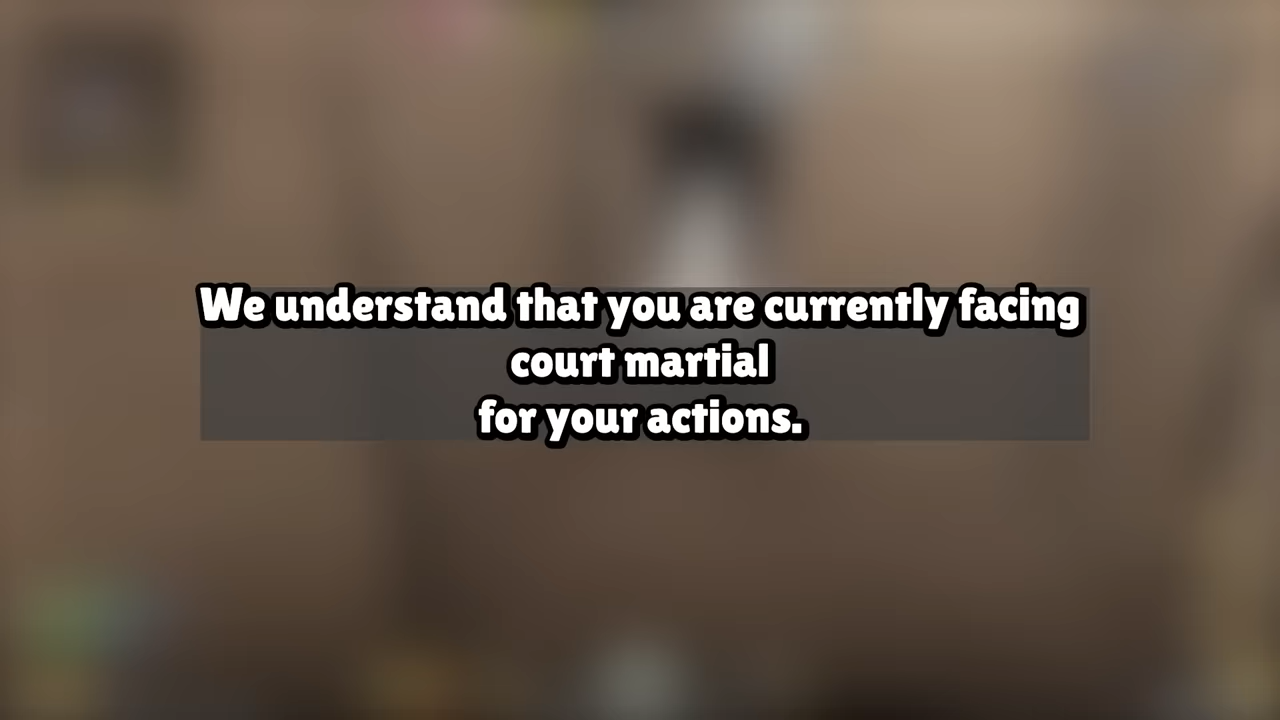 We understand that you are currently facing
court martial
for your actions.